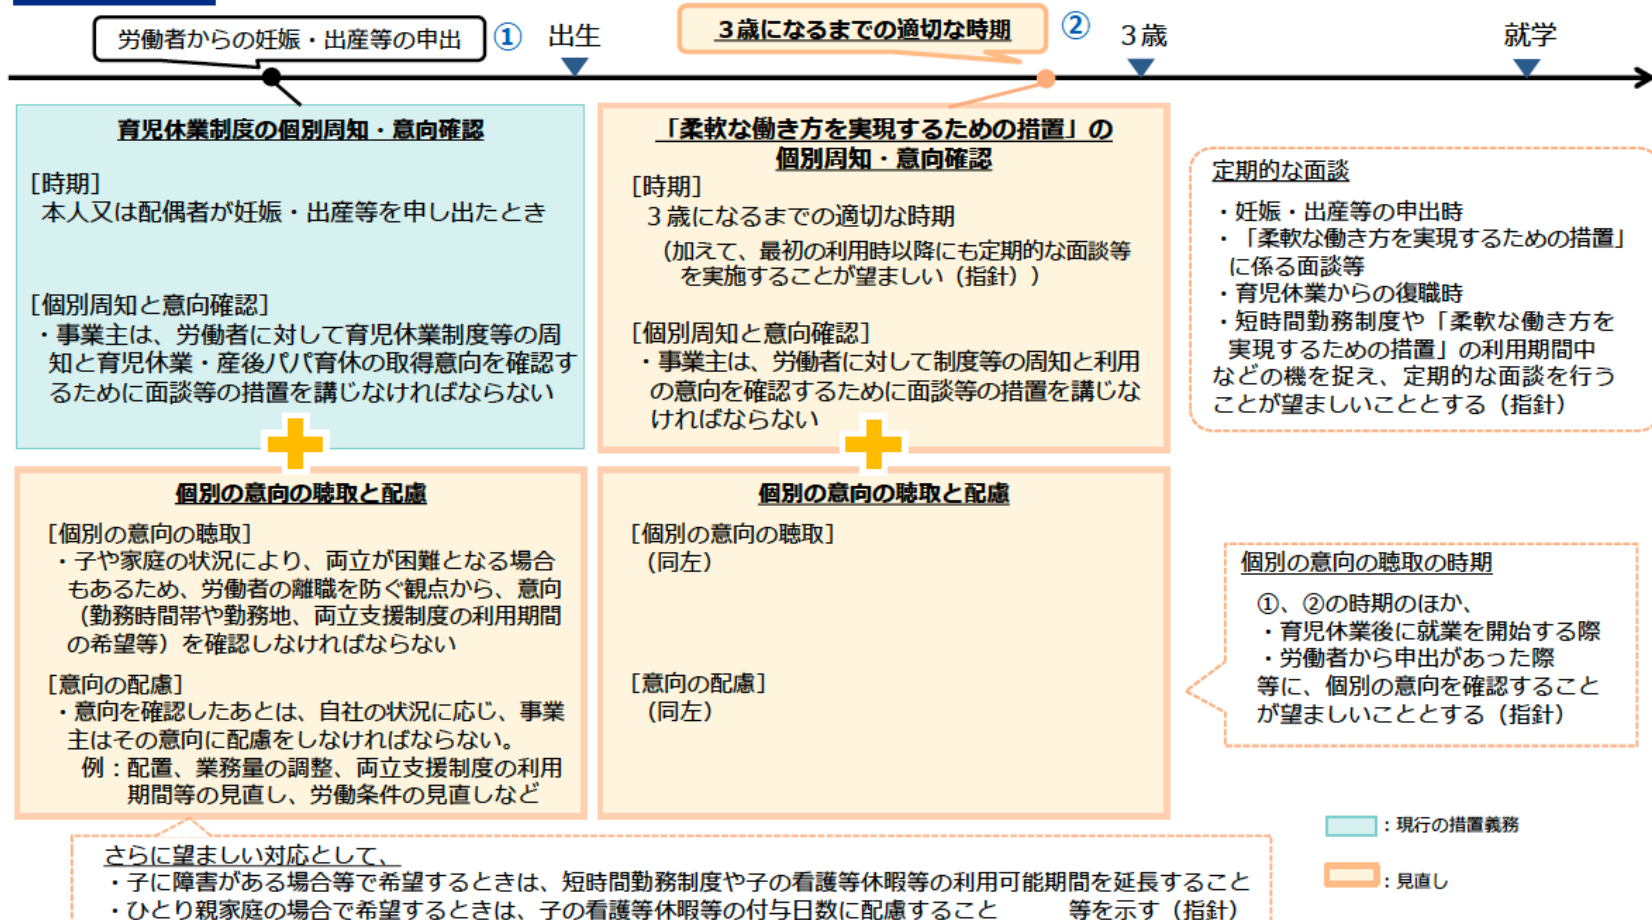 労働者からの妊娠・出産等の申出
①
出生
3歳になるまでの適切な時期
②
3歳
就学
育児休業制度の個別周知・意向確認
[時期]
本人又は配偶者が妊娠・出産等を申し出たとき
[個別周知と意向確認]
・事業主は、労働者に対して育児休業制度等の周
知と育児休業・産後パパ育休の取得意向を確認す
るために面談等の措置を講じなければならない
「柔軟な働き方を実現するための措置」の
個別周知・意向確認
[時期]
3歳になるまでの適切な時期
(加えて、最初の利用時以降にも定期的な面談等
を実施することが望ましい(指針))
[個別周知と意向確認]
・事業主は、労働者に対して制度等の周知と利用
の意向を確認するために面談等の措置を講じな
ければならない
定期的な面談
・妊娠・出産等の申出時
・「柔軟な働き方を実現するための措置」
に係る面談等
・育児休業からの復職時
・短時間勤務制度や「柔軟な働き方を
実現するための措置」の利用期間中
などの機を捉え、定期的な面談を行う
ことが望ましいこととする(指針)
個別の意向の聴取と配慮
[個別の意向の聴取]
・子や家庭の状況により、両立が困難となる場合
もあるため、労働者の離職を防ぐ観点から、意向
(勤務時間帯や勤務地、両立支援制度の利用期間
の希望等)を確認しなければならない
[意向の配慮]
・意向を確認したあとは、自社の状況に応じ、事業
主はその意向に配慮をしなければならない。
例:配置、業務量の調整、両立支援制度の利用
期間等の見直し、労働条件の見直しなど
個別の意向の聴取と配慮
[個別の意向の聴取]
(同左)
[意向の配慮]
(同左)
個別の意向の聴取の時期
①、②の時期のほか、
・育児休業後に就業を開始する際
・労働者から申出があった際
等に、個別の意向を確認すること
が望ましいこととする(指針)
さらに望ましい対応として、
・子に障害がある場合等で希望するときは、短時間勤務制度や子の看護等休暇等の利用可能期間を延長すること
・ひとり親家庭の場合で希望するときは、子の看護等休暇等の付与日数に配慮すること 等を示す(指針)
:現行の措置義務
:見直し